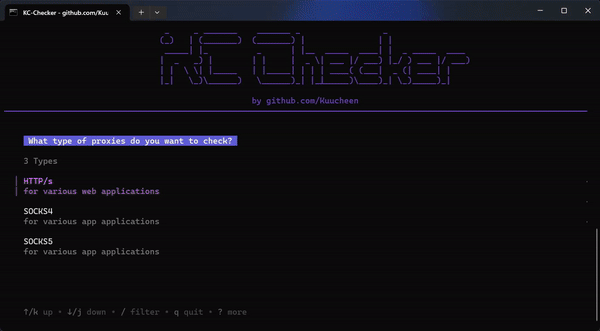 KC-Checker - github.com/Kuu
KC Checker
by github.com/Kuucheen
What type of proxies do you want to check?
3 Types
HTTP/s
for various web applications
SOCKS4
for various app applications
SOCKS5
for various app applications
↑/k up • ↓/j down • / filter • q quit • ? more